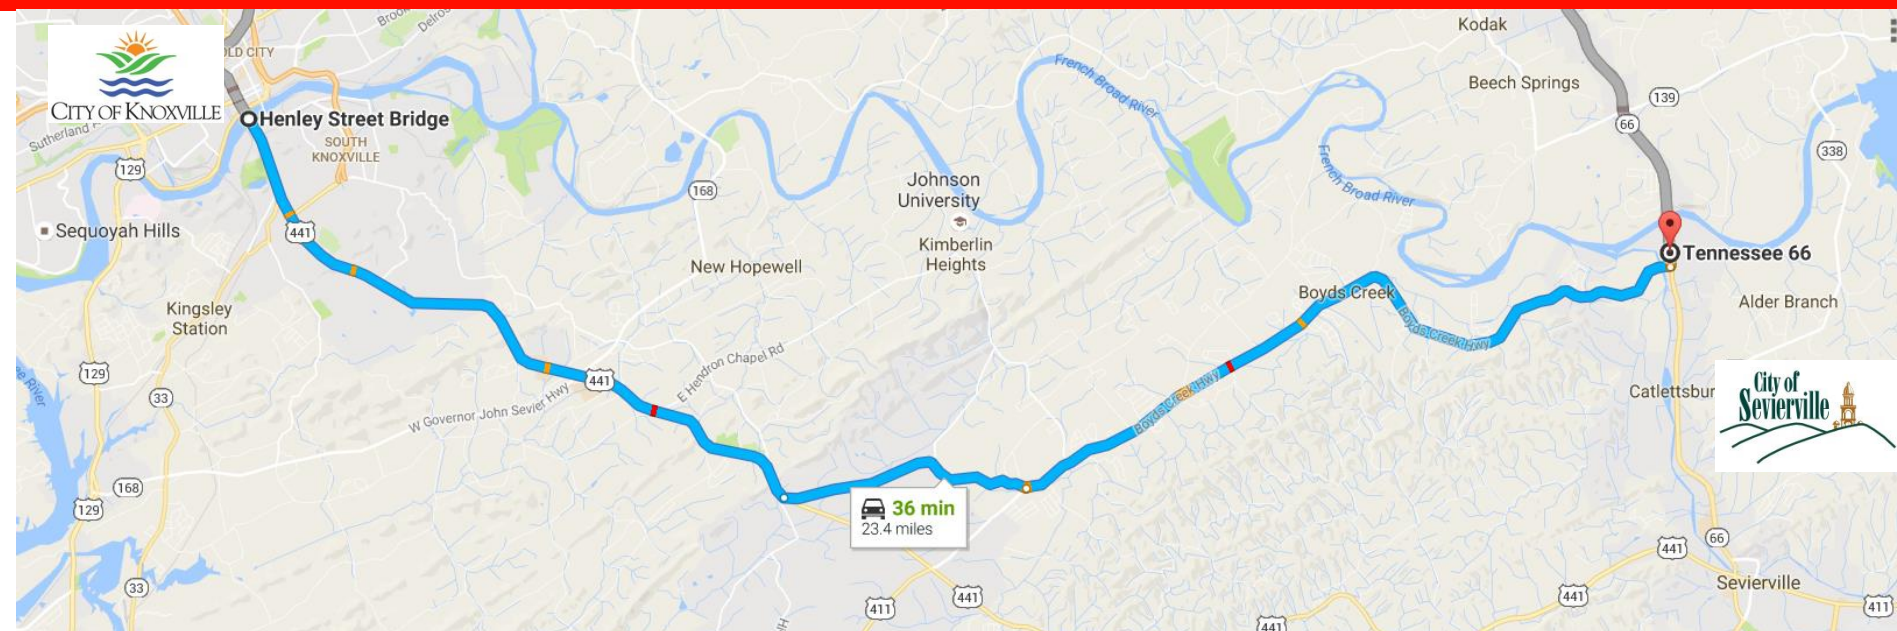 Kodak
OLD CITY
CITY OF KNOXVILLE
Henley Street Bridge
French Broad River
Beech Springs
139
66
Sutherland
SOUTH
KNOXVILLE
129
338
168
Johnson
University
French Broad River
Sequoyah Hills
441
Kimberlin
Heights
New Hopewell
Tennessee 66
Kingsley
Station
Boyds Creek
Alder Branch
Boyds Creek Hwy
E Hendron Chapel Rd
129
441
33
W Governor John Sevier Hwy
Boyds Creek Hwy
City of
Sevierville
168
129
36 min
23.4 miles
66
441
33
Sevierville
411
441
441
411
441